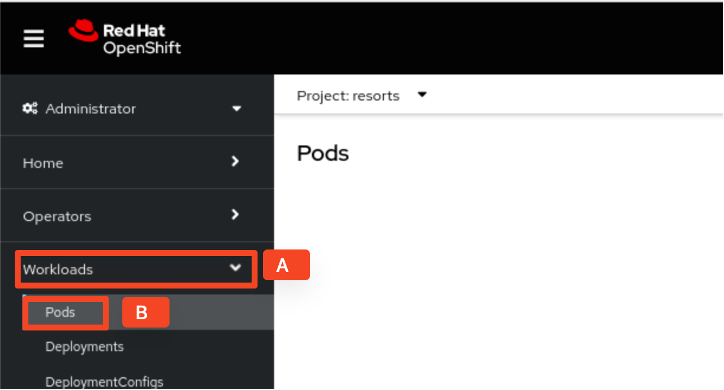 Red Hat
OpenShift
Administrator
Project: resorts
Home
Pods
Operators
Workloads
A
Pods
B
Deployments
DeploymentConfigs